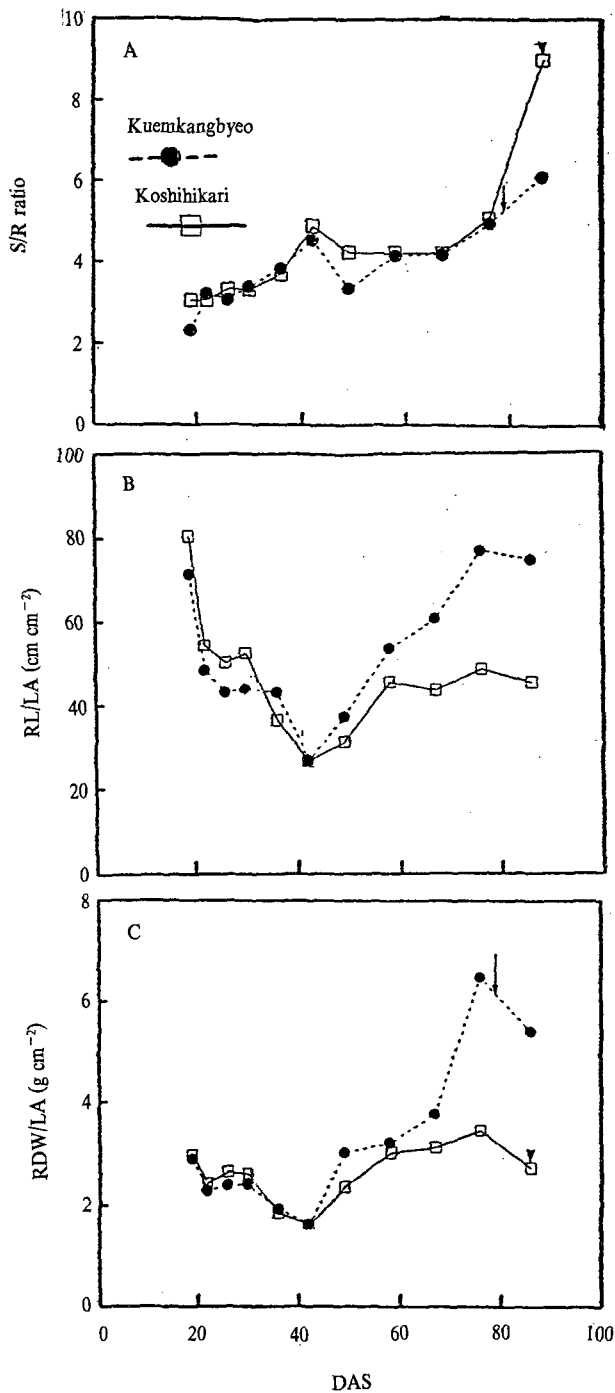 10
A
8
Kuemkangbyeo
6
Koshihikari
S/R ratio
4
2
0
100
B
80
60
RL/LA (cm cm⁻²)
40
20
0
8
C
6
RDW/LA (g cm⁻²)
4
2
0
0 20 40 60 80 100
DAS